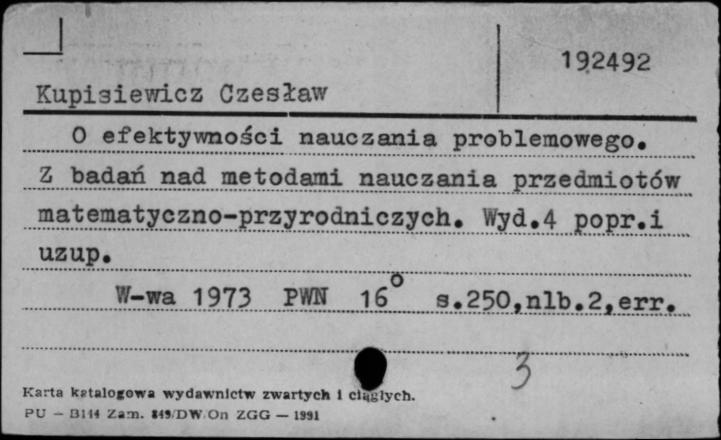 192492
Kupisiewicz Czesław
O efektywności nauczania problemowego.
Z badań nad metodami nauczania przedmiotów
matematyczno-przyrodniczych. Wyd.4 popr.i
uzup.
W-wa 1973 PWN 16° s.250,nlb.2,err.
3
Karta katalogowa wydawnictw zwartych i ciągłych.
PU — B144 Zam. 849/DW/On ZGG — 1991